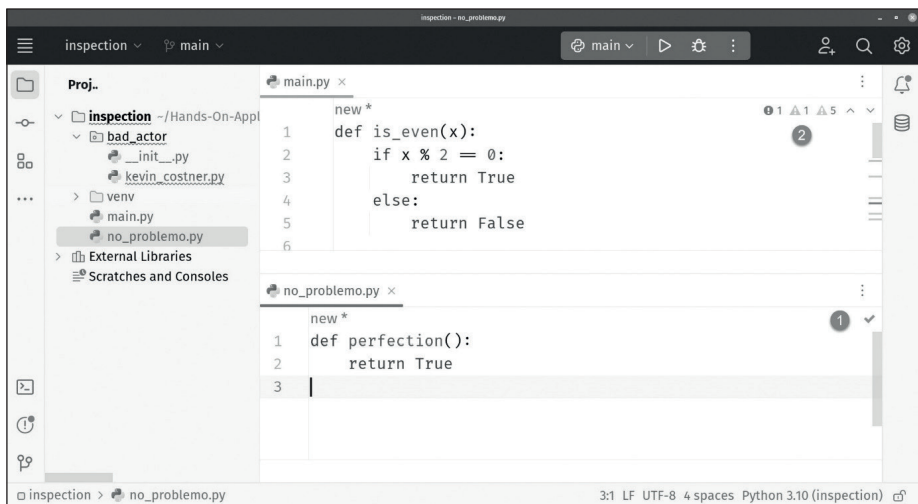 inspection – no_problemo.py
inspection main main
Proj..
inspection ~/Hands-On-Appl
bad_actor
__init__.py
kevin_costner.py
venv
main.py
no_problemo.py
External Libraries
Scratches and Consoles
main.py ×
new *
1 1 5
2
1 def is_even(x):
2 if x % 2 == 0:
3 return True
4 else:
5 return False
6
no_problemo.py ×
new *
1
1 def perfection():
2 return True
3
inspection > no_problemo.py
3:1 LF UTF-8 4 spaces Python 3.10 (inspection)